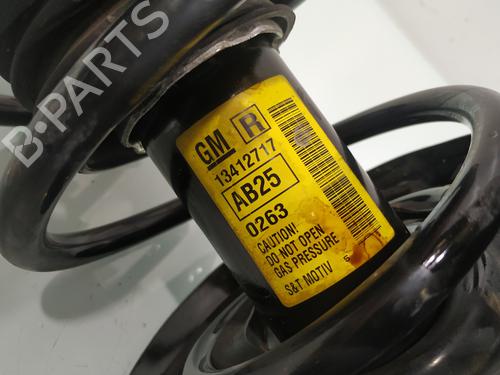 B-PARTS
GM R
13412717
AB25
0263
CAUTION!
DO NOT OPEN
GAS PRESSURE
S&T MOTIV